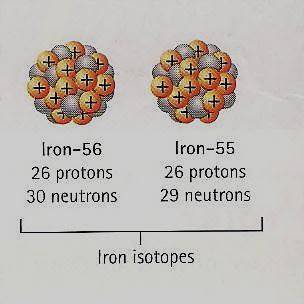 Iron-56
26 protons
30 neutrons
Iron-55
26 protons
29 neutrons
Iron isotopes